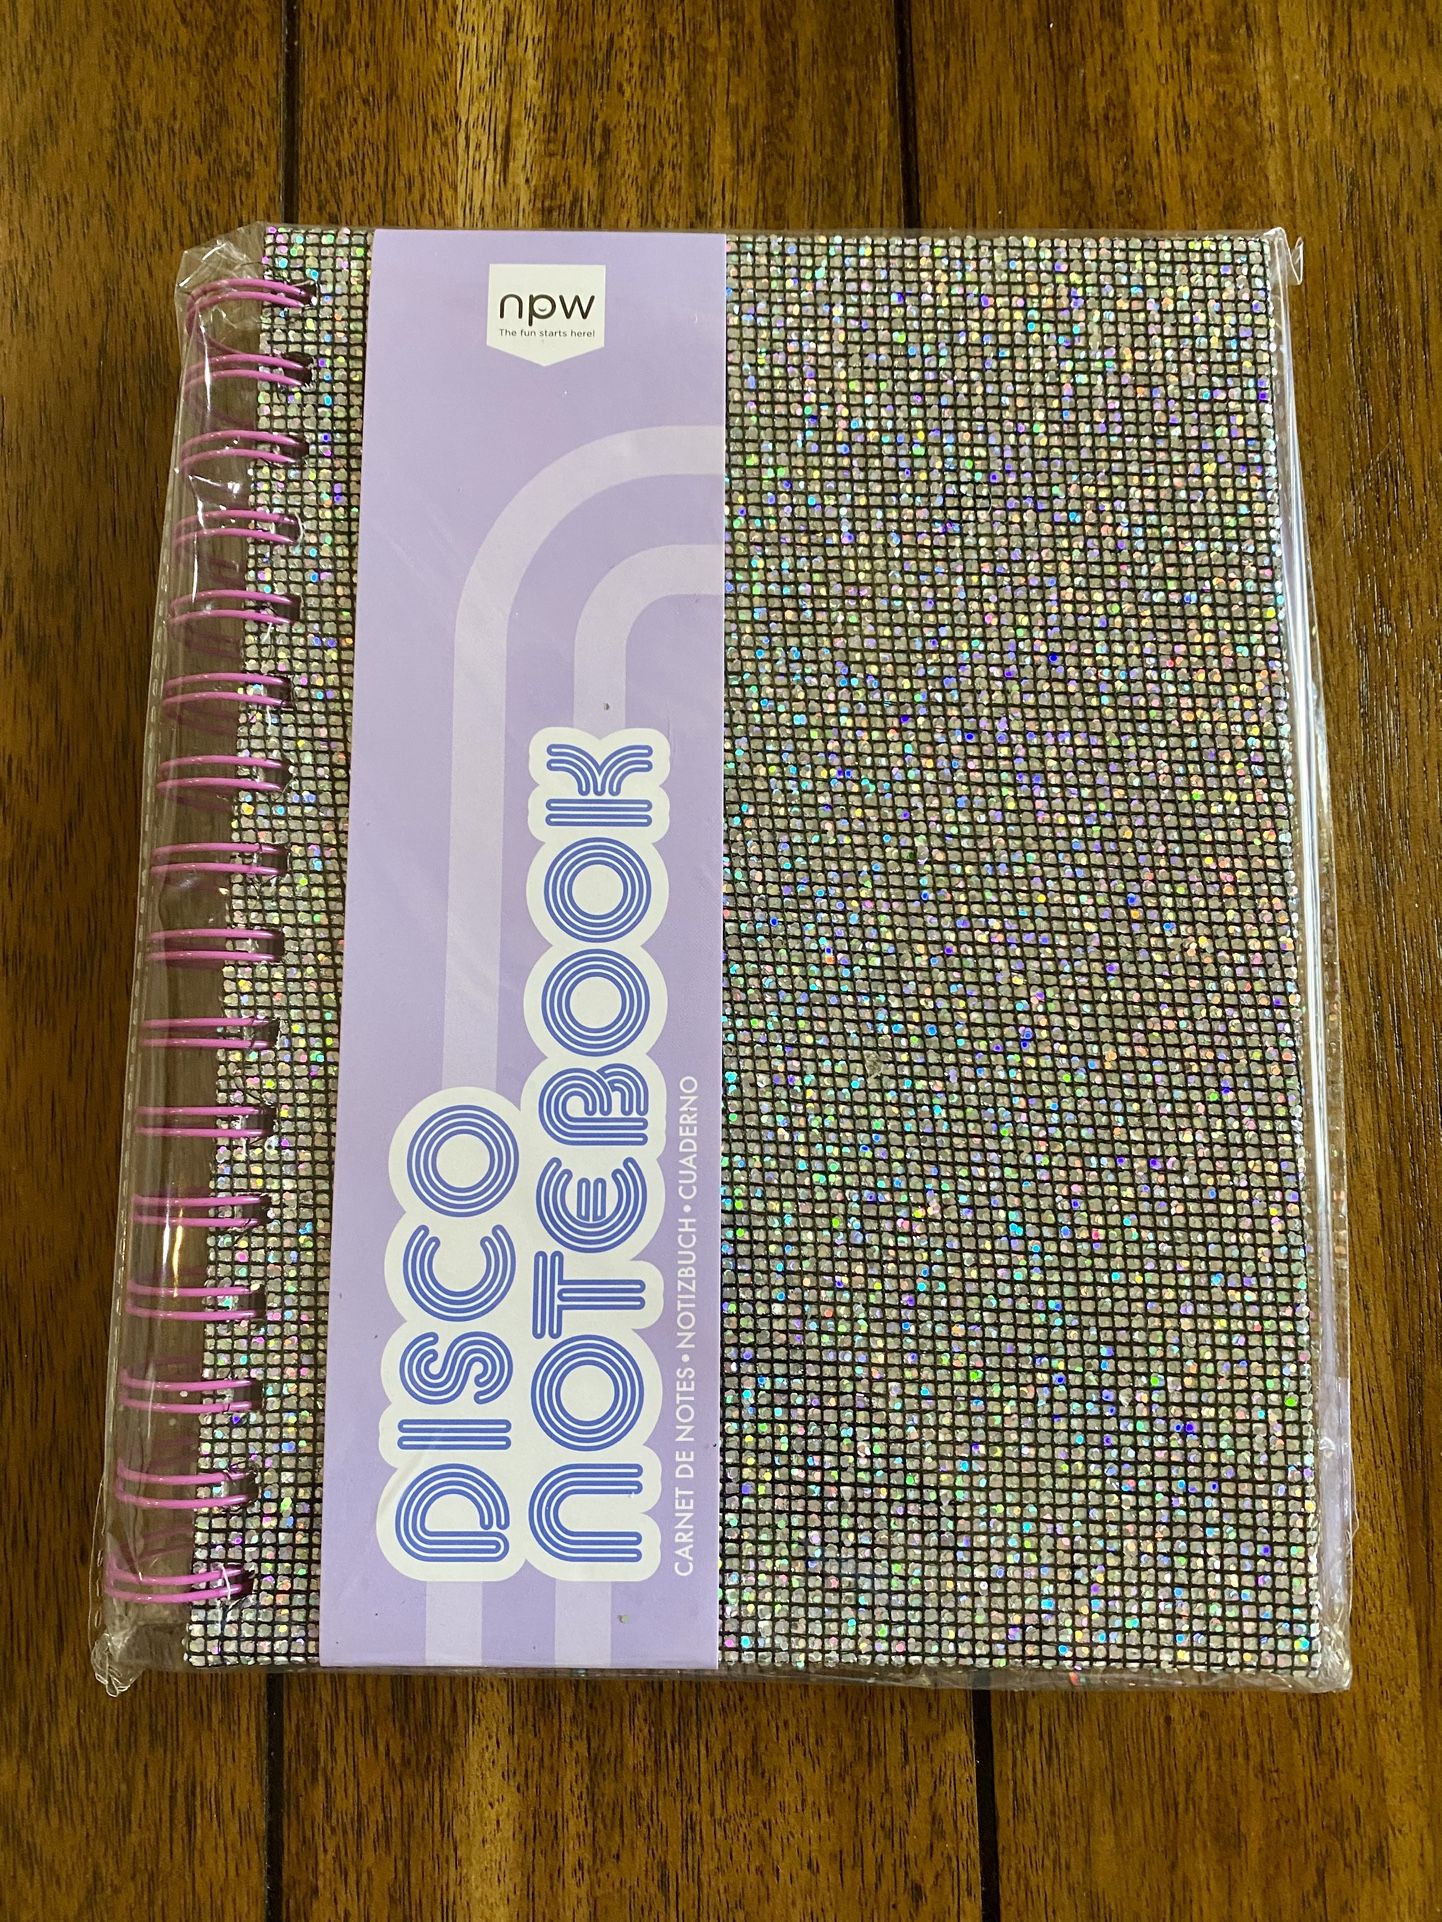 npw
The fun starts here!
DISCO
NOTEBOOK
CARNET DE NOTES • NOTIZBUCH • CUADERNO